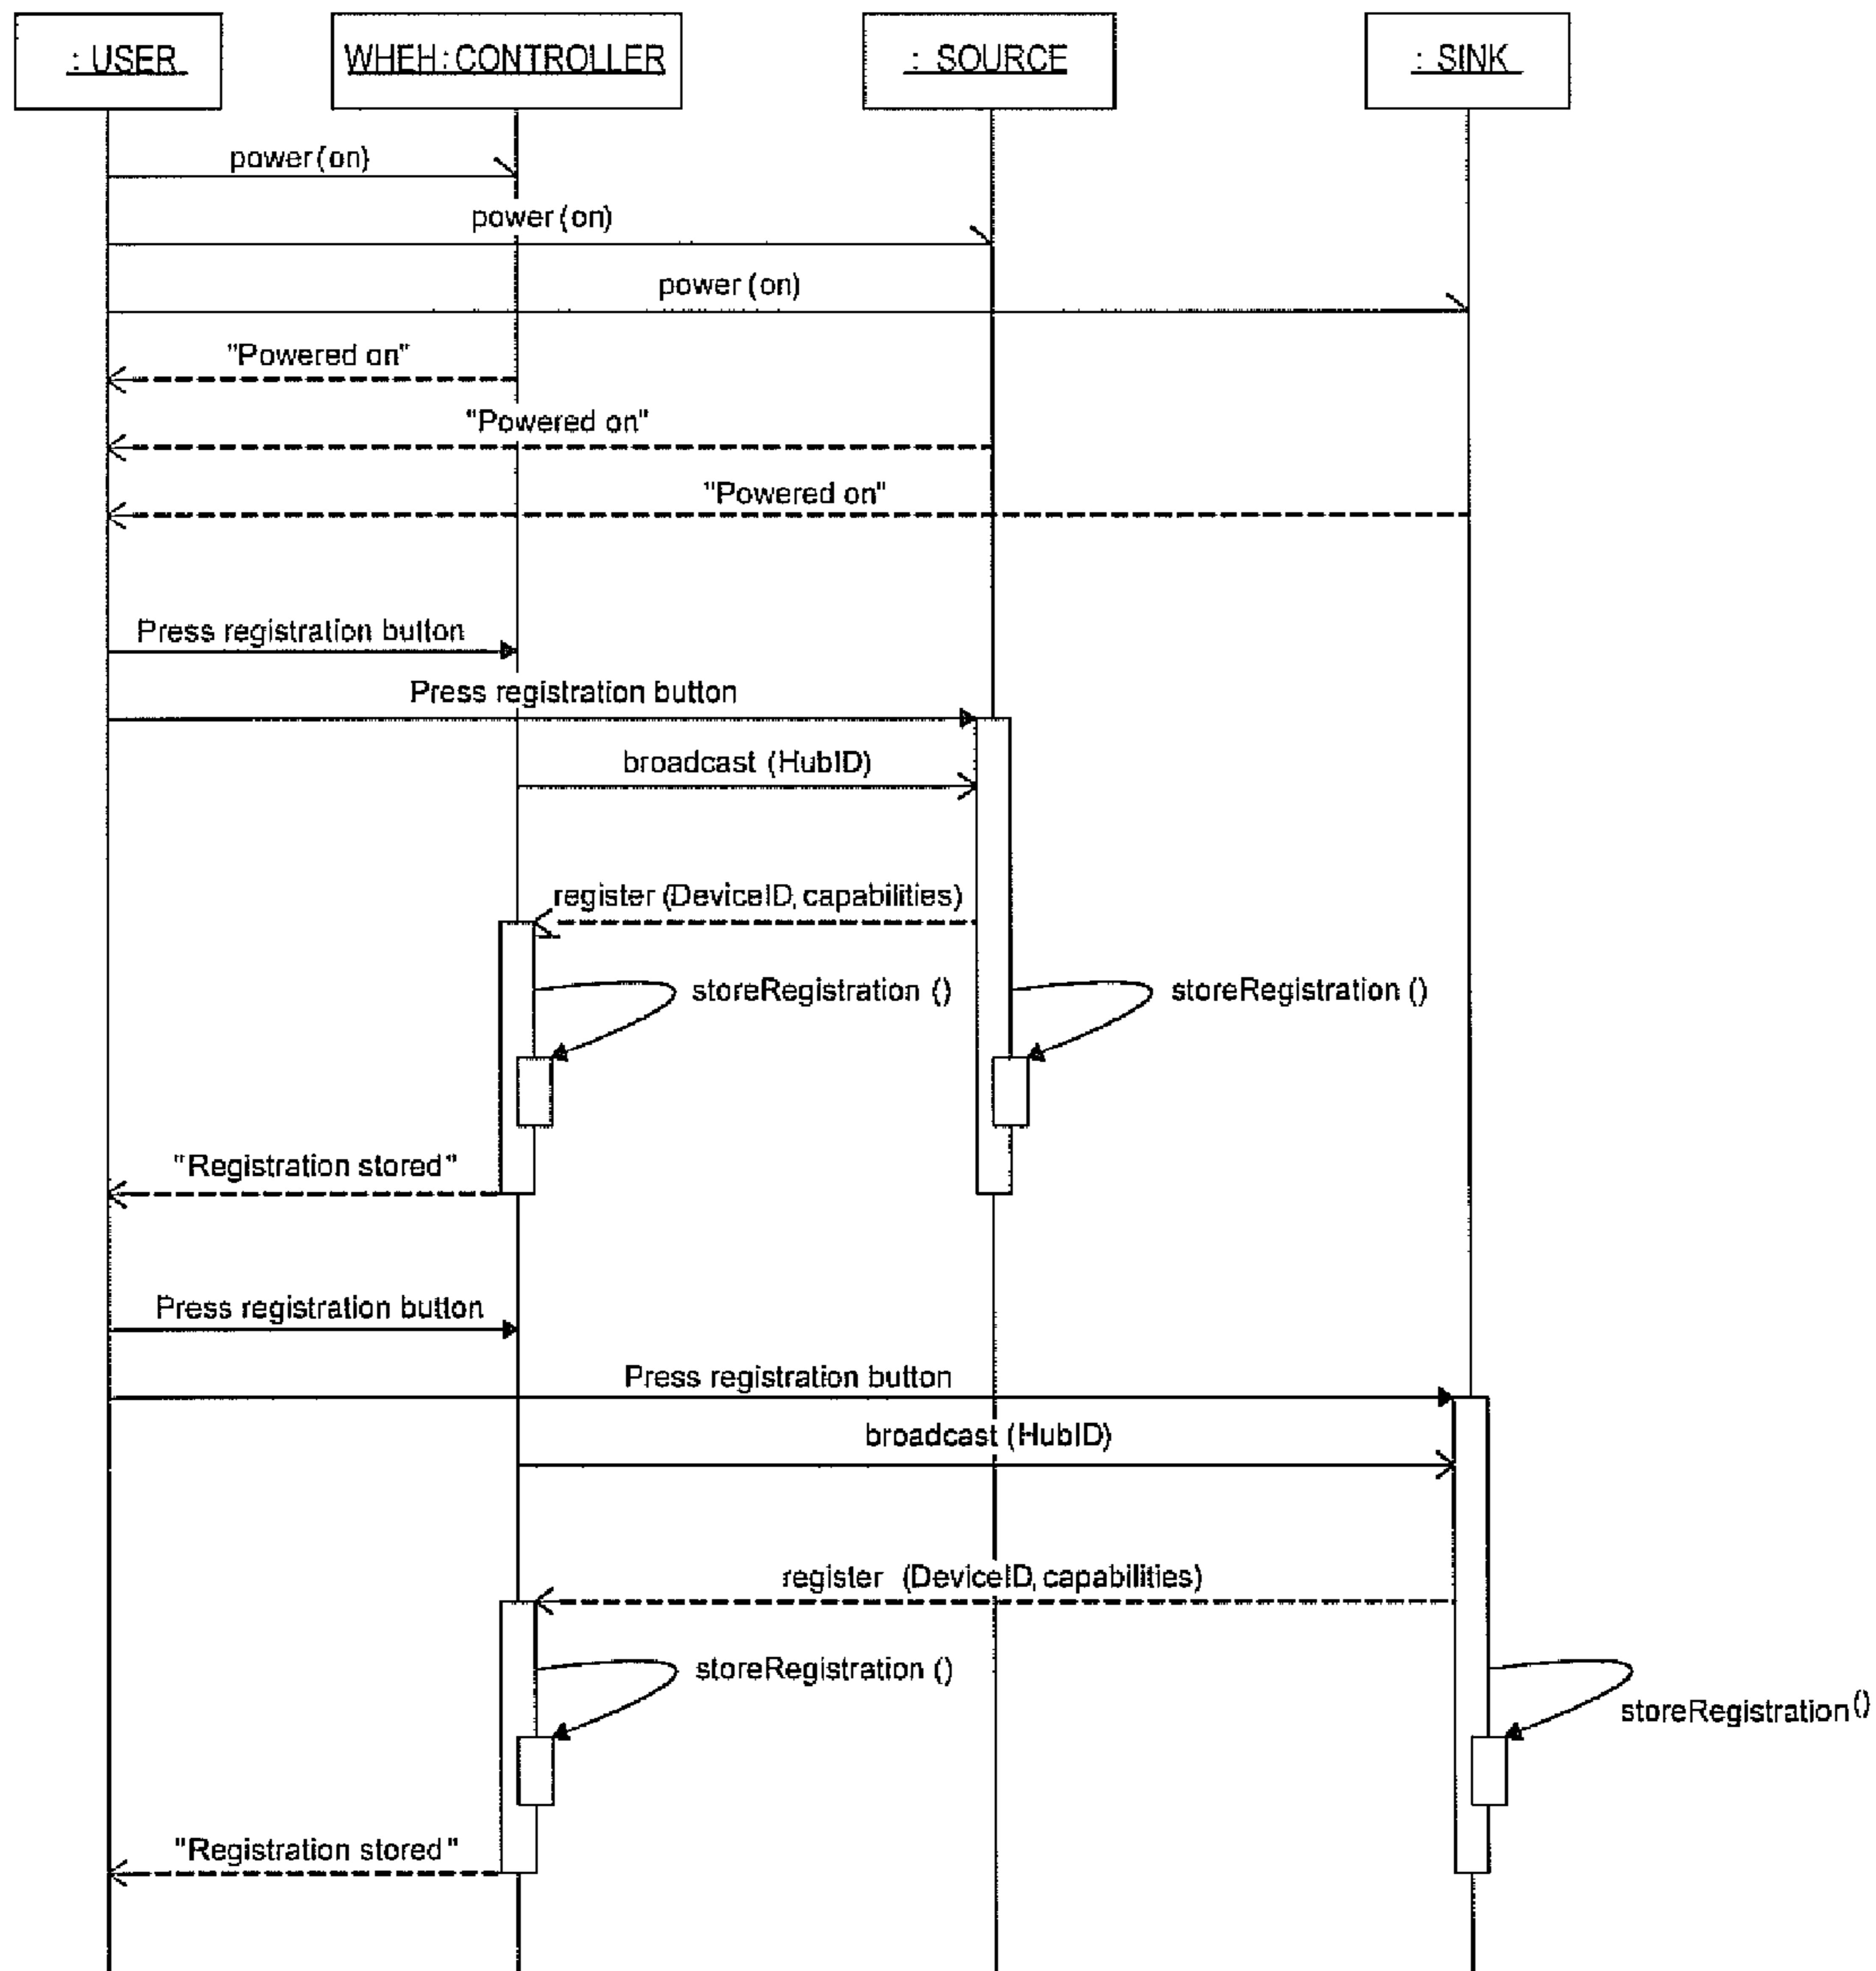 : USER
WHEH: CONTROLLER
: SOURCE
: SINK
power (on)
power (on)
power (on)
"Powered on"
"Powered on"
"Powered on"
Press registration button
Press registration button
broadcast (HubID)
register (DeviceID, capabilities)
storeRegistration ()
storeRegistration ()
"Registration stored"
Press registration button
Press registration button
broadcast (HubID)
register (DeviceID, capabilities)
storeRegistration ()
storeRegistration ()
"Registration stored"